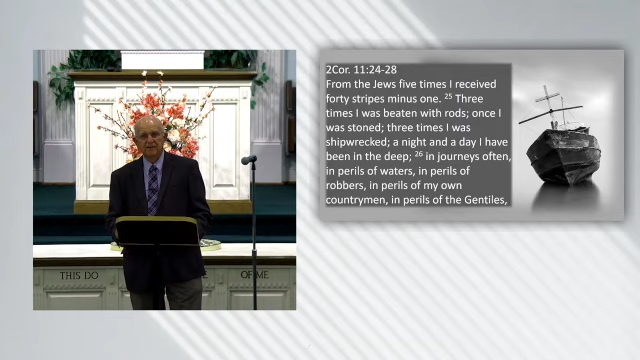 2Cor. 11:24-28
From the Jews five times I received
forty stripes minus one. 25 Three
times I was beaten with rods; once I
was stoned; three times I was
shipwrecked; a night and a day I have
been in the deep; 26 in journeys often,
in perils of waters, in perils of
robbers, in perils of my own
countrymen, in perils of the Gentiles,
THIS DO OF ME